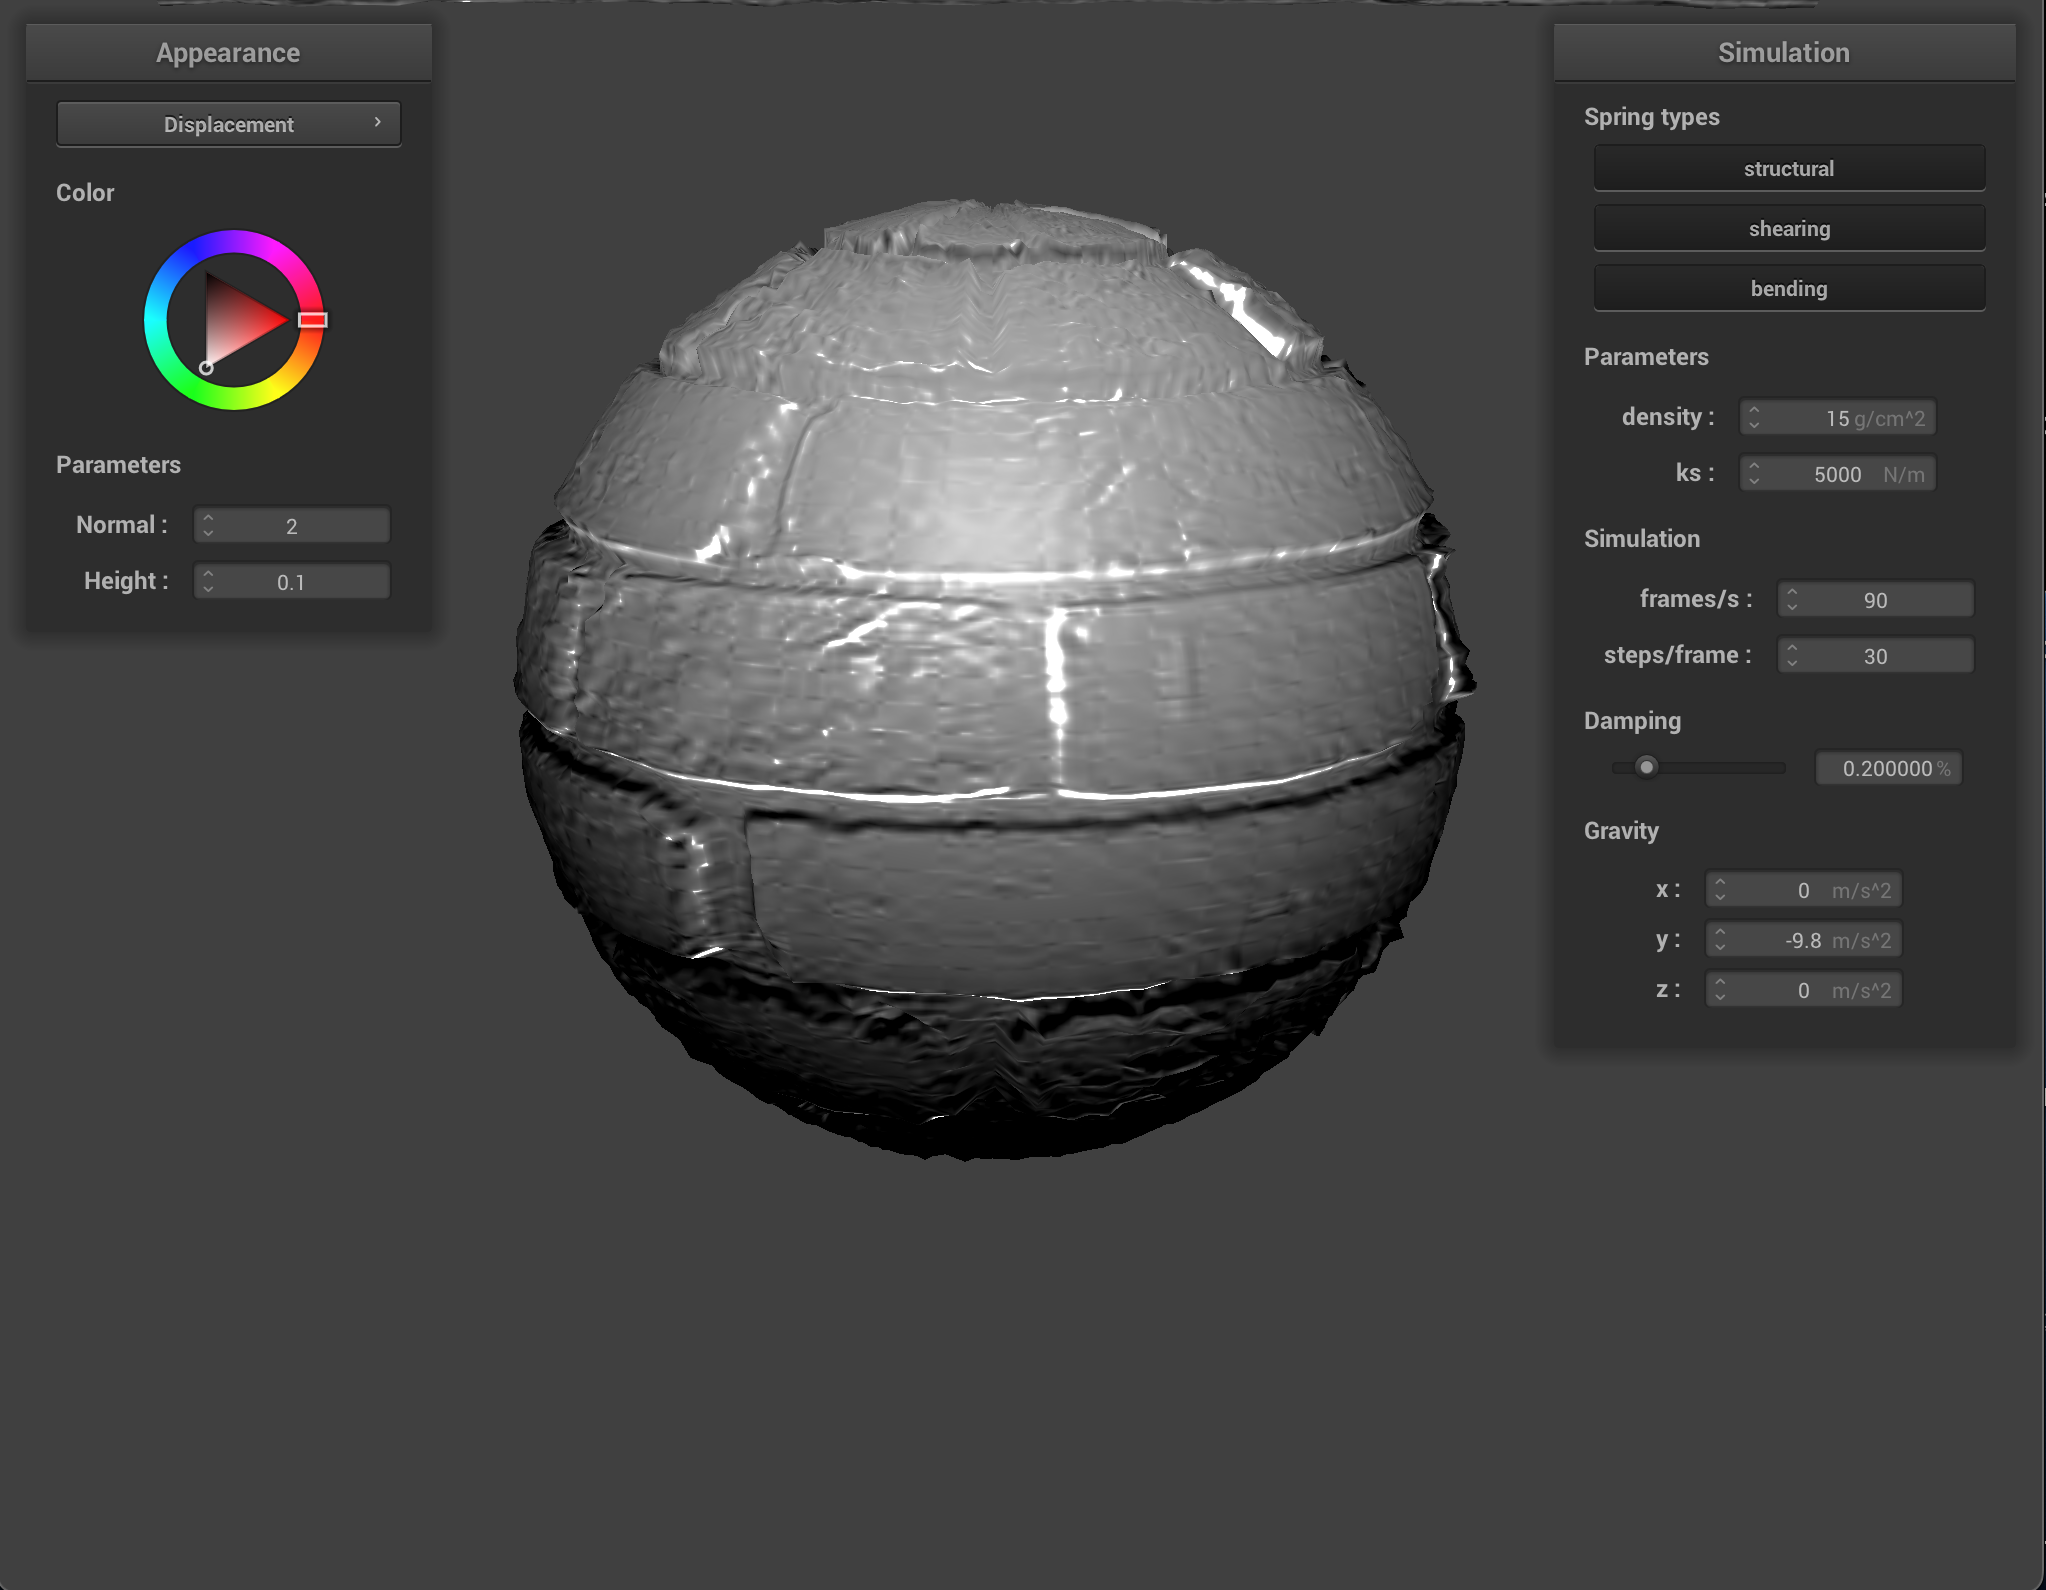 Appearance
Displacement
Color
Parameters
Normal : 2
Height : 0.1
Simulation
Spring types
structural
shearing
bending
Parameters
density : 15 g/cm^2
ks : 5000 N/m
Simulation
frames/s : 90
steps/frame : 30
Damping
0.200000 %
Gravity
x : 0 m/s^2
y : -9.8 m/s^2
z : 0 m/s^2